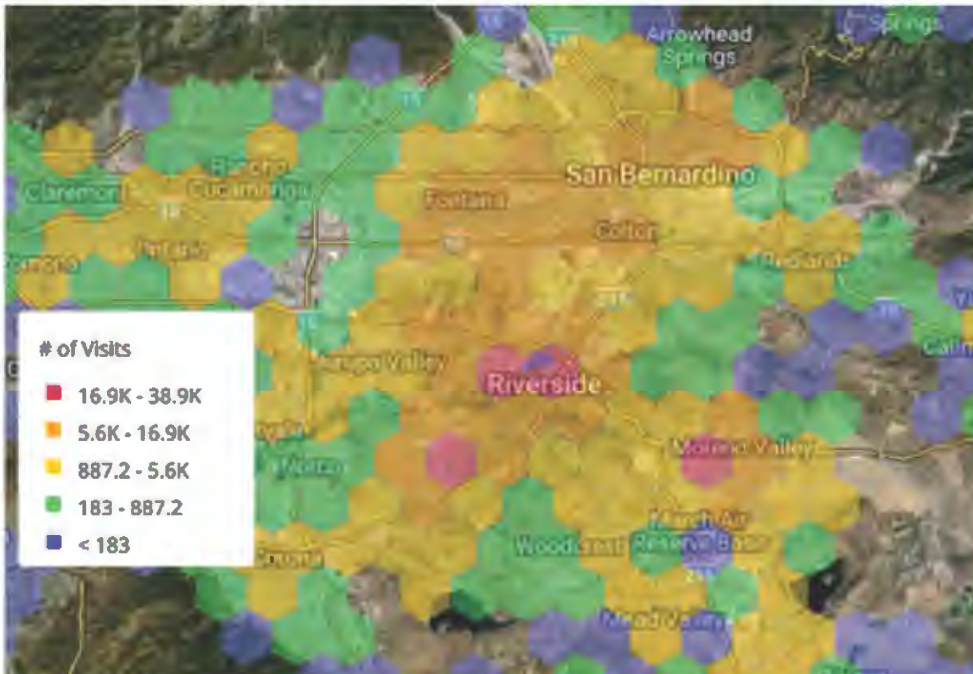 Springs
Arrowhead
Springs
Rancho
Cucamonga
Claremont
San Bernardino
Fontana
10
Colton
Ontario
Redlands
# of Visits
16.9K - 38.9K
5.6K - 16.9K
887.2 - 5.6K
183 - 887.2
< 183
Riverside
Moreno Valley
Norco
March Air
Woodcrest
Reserve Base
Corona
Mead Valley